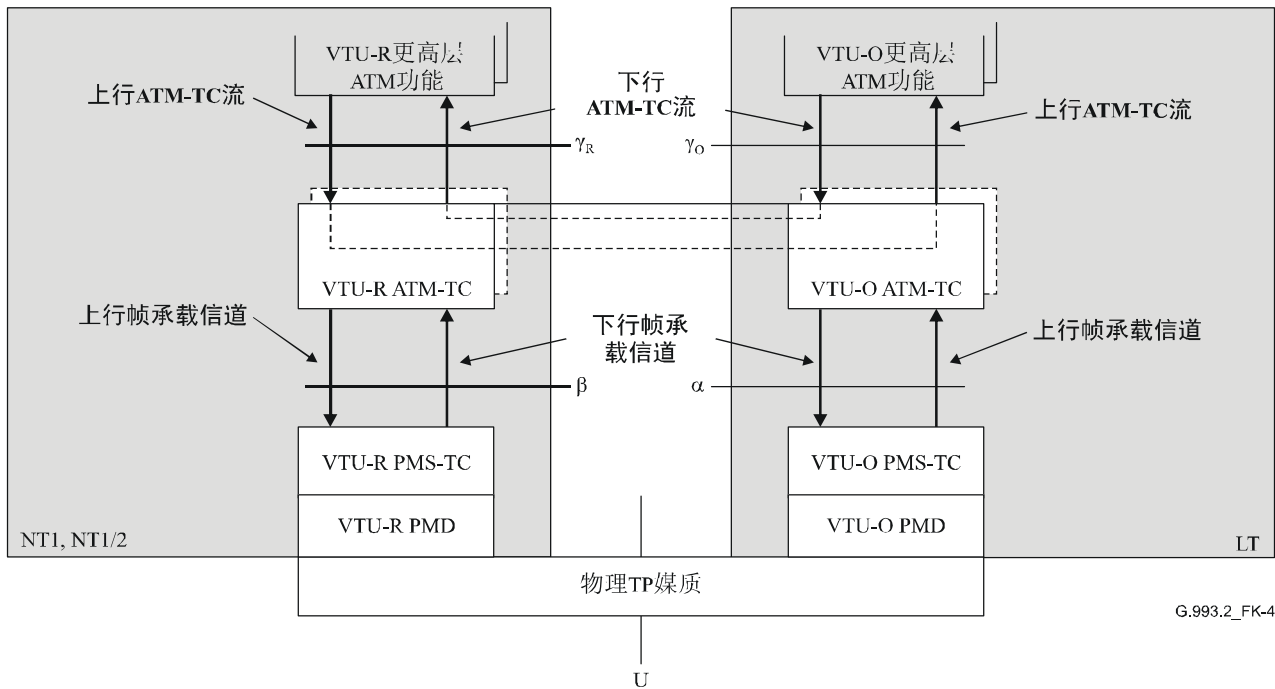 VTU-R更高层
ATM功能
VTU-O更高层
ATM功能
上行ATM-TC流
下行
ATM-TC流
上行ATM-TC流
γR
γO
VTU-R ATM-TC
VTU-O ATM-TC
上行帧承载信道
下行帧承
载信道
上行帧承载信道
β
α
VTU-R PMS-TC
VTU-O PMS-TC
VTU-R PMD
VTU-O PMD
NT1, NT1/2
LT
物理TP媒质
G.993.2_FK-4
U